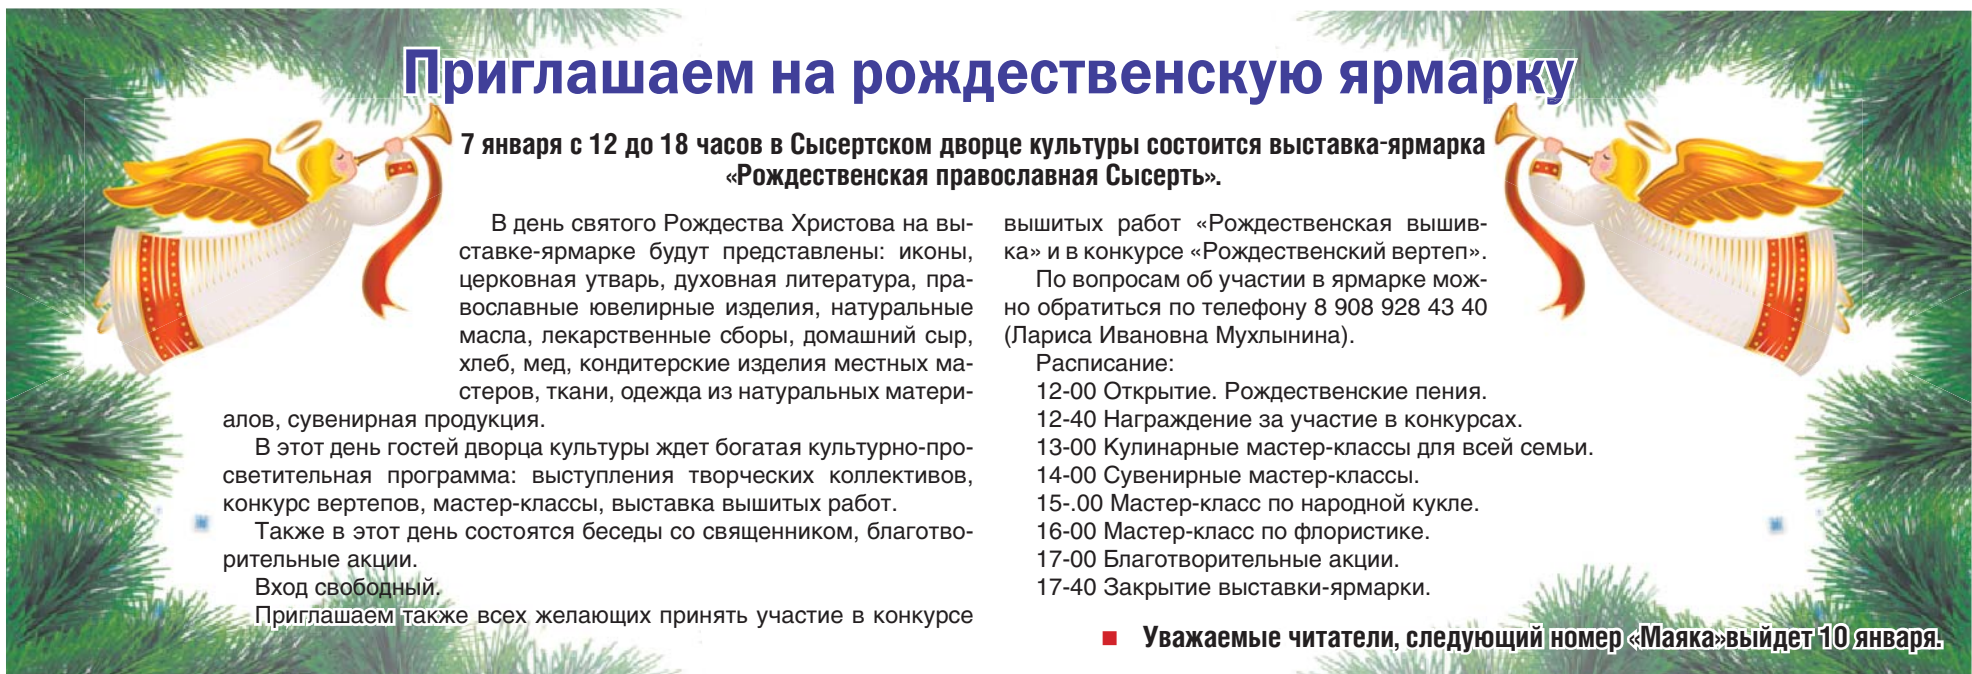 Приглашаем на рождественскую ярмарку
7 января с 12 до 18 часов в Сысертском дворце культуры состоится выставка-ярмарка
«Рождественская православная Сысерть».
В день святого Рождества Христова на вы-
ставке-ярмарке будут представлены: иконы,
церковная утварь, духовная литература, пра-
вославные ювелирные изделия, натуральные
масла, лекарственные сборы, домашний сыр,
хлеб, мед, кондитерские изделия местных ма-
стеров, ткани, одежда из натуральных матери-
алов, сувенирная продукция.
В этот день гостей дворца культуры ждет богатая культурно-про-
светительная программа: выступления творческих коллективов,
конкурс вертепов, мастер-классы, выставка вышитых работ.
Также в этот день состоятся беседы со священником, благотво-
рительные акции.
Вход свободный.
Приглашаем также всех желающих принять участие в конкурсе
вышитых работ «Рождественская вышив-
ка» и в конкурсе «Рождественский вертеп».
По вопросам об участии в ярмарке мож-
но обратиться по телефону 8 908 928 43 40
(Лариса Ивановна Мухлынина).
Расписание:
12-00 Открытие. Рождественские пения.
12-40 Награждение за участие в конкурсах.
13-00 Кулинарные мастер-классы для всей семьи.
14-00 Сувенирные мастер-классы.
15-.00 Мастер-класс по народной кукле.
16-00 Мастер-класс по флористике.
17-00 Благотворительные акции.
17-40 Закрытие выставки-ярмарки.
Уважаемые читатели, следующий номер «Маяка»выйдет 10 января.